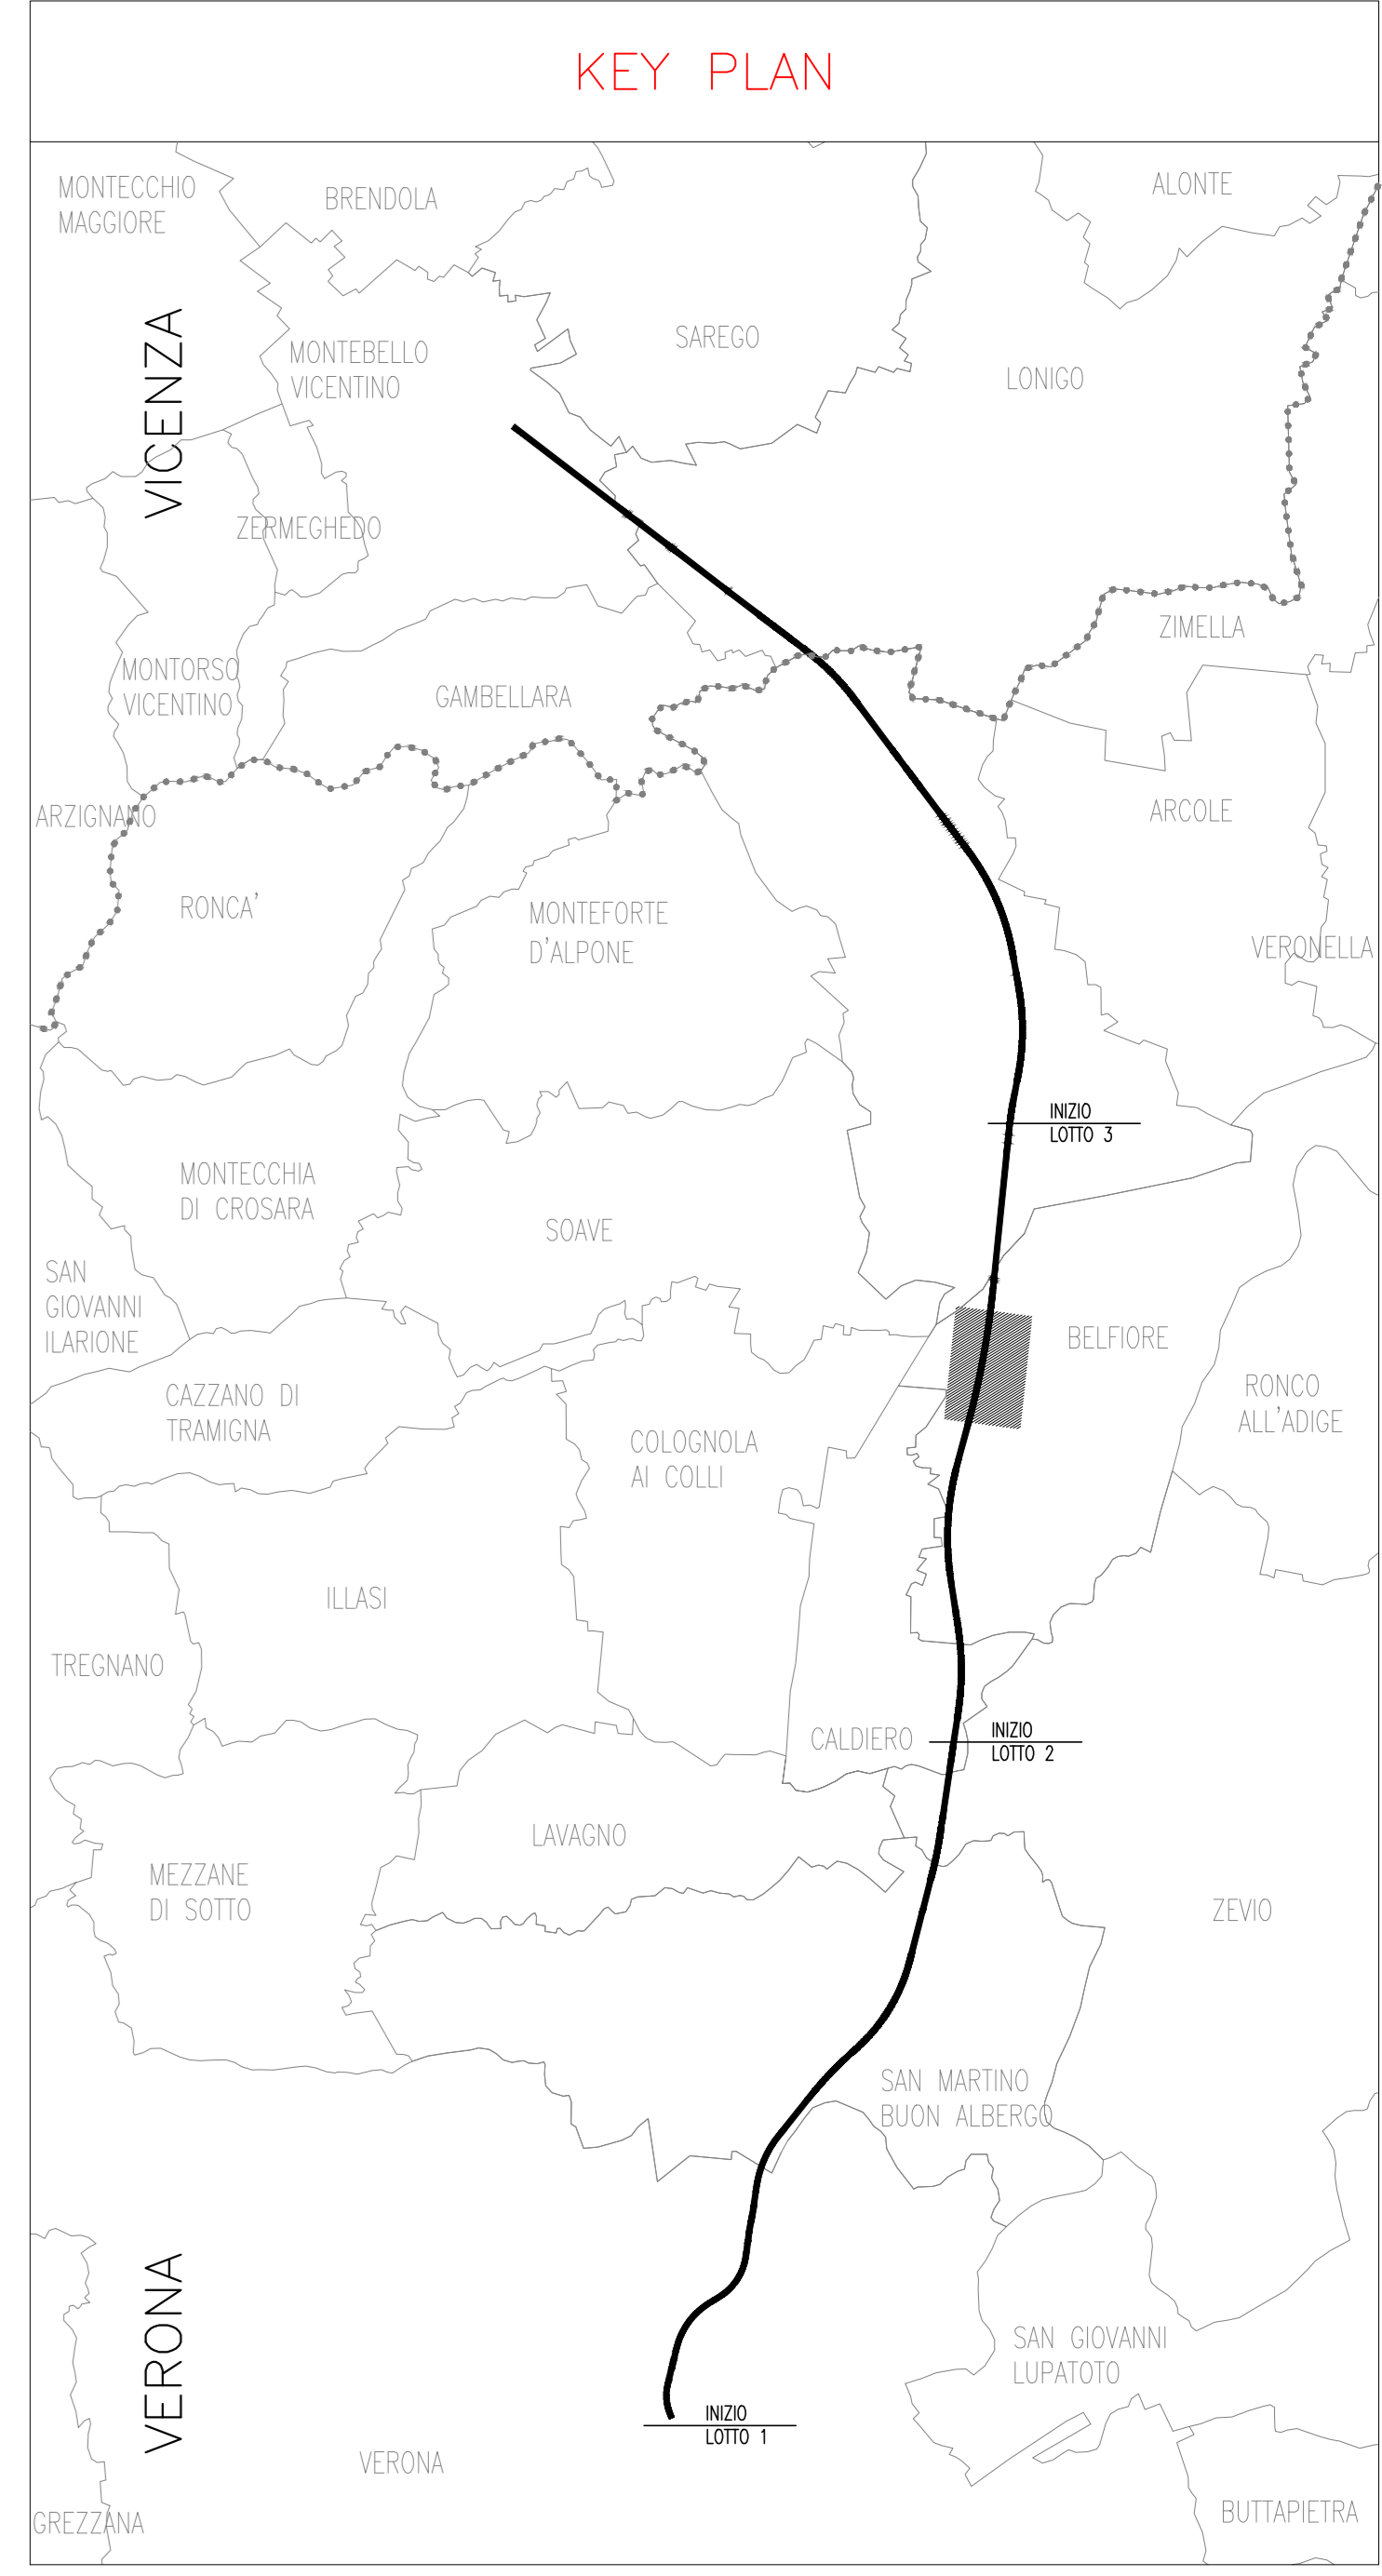 KEY PLAN
MONTECCHIO
MAGGIORE
BRENDOLA
ALONTE
VICENZA
MONTEBELLO
VICENTINO
SAREGO
LONIGO
ZERMEGHEDO
ZIMELLA
MONTORSO
VICENTINO
GAMBELLARA
ARZIGNANO
ARCOLE
RONCA'
MONTEFORTE
D'ALPONE
VERONELLA
INIZIO
LOTTO 3
MONTECCHIA
DI CROSARA
SOAVE
SAN
GIOVANNI
ILARIONE
BELFIORE
CAZZANO DI
TRAMIGNA
RONCO
ALL'ADIGE
COLOGNOLA
AI COLLI
ILLASI
TREGNANO
CALDIERO
INIZIO
LOTTO 2
LAVAGNO
MEZZANE
DI SOTTO
ZEVIO
SAN MARTINO
BUON ALBERGO
VERONA
SAN GIOVANNI
LUPATOTO
INIZIO
LOTTO 1
VERONA
GREZZANA
BUTTAPIETRA